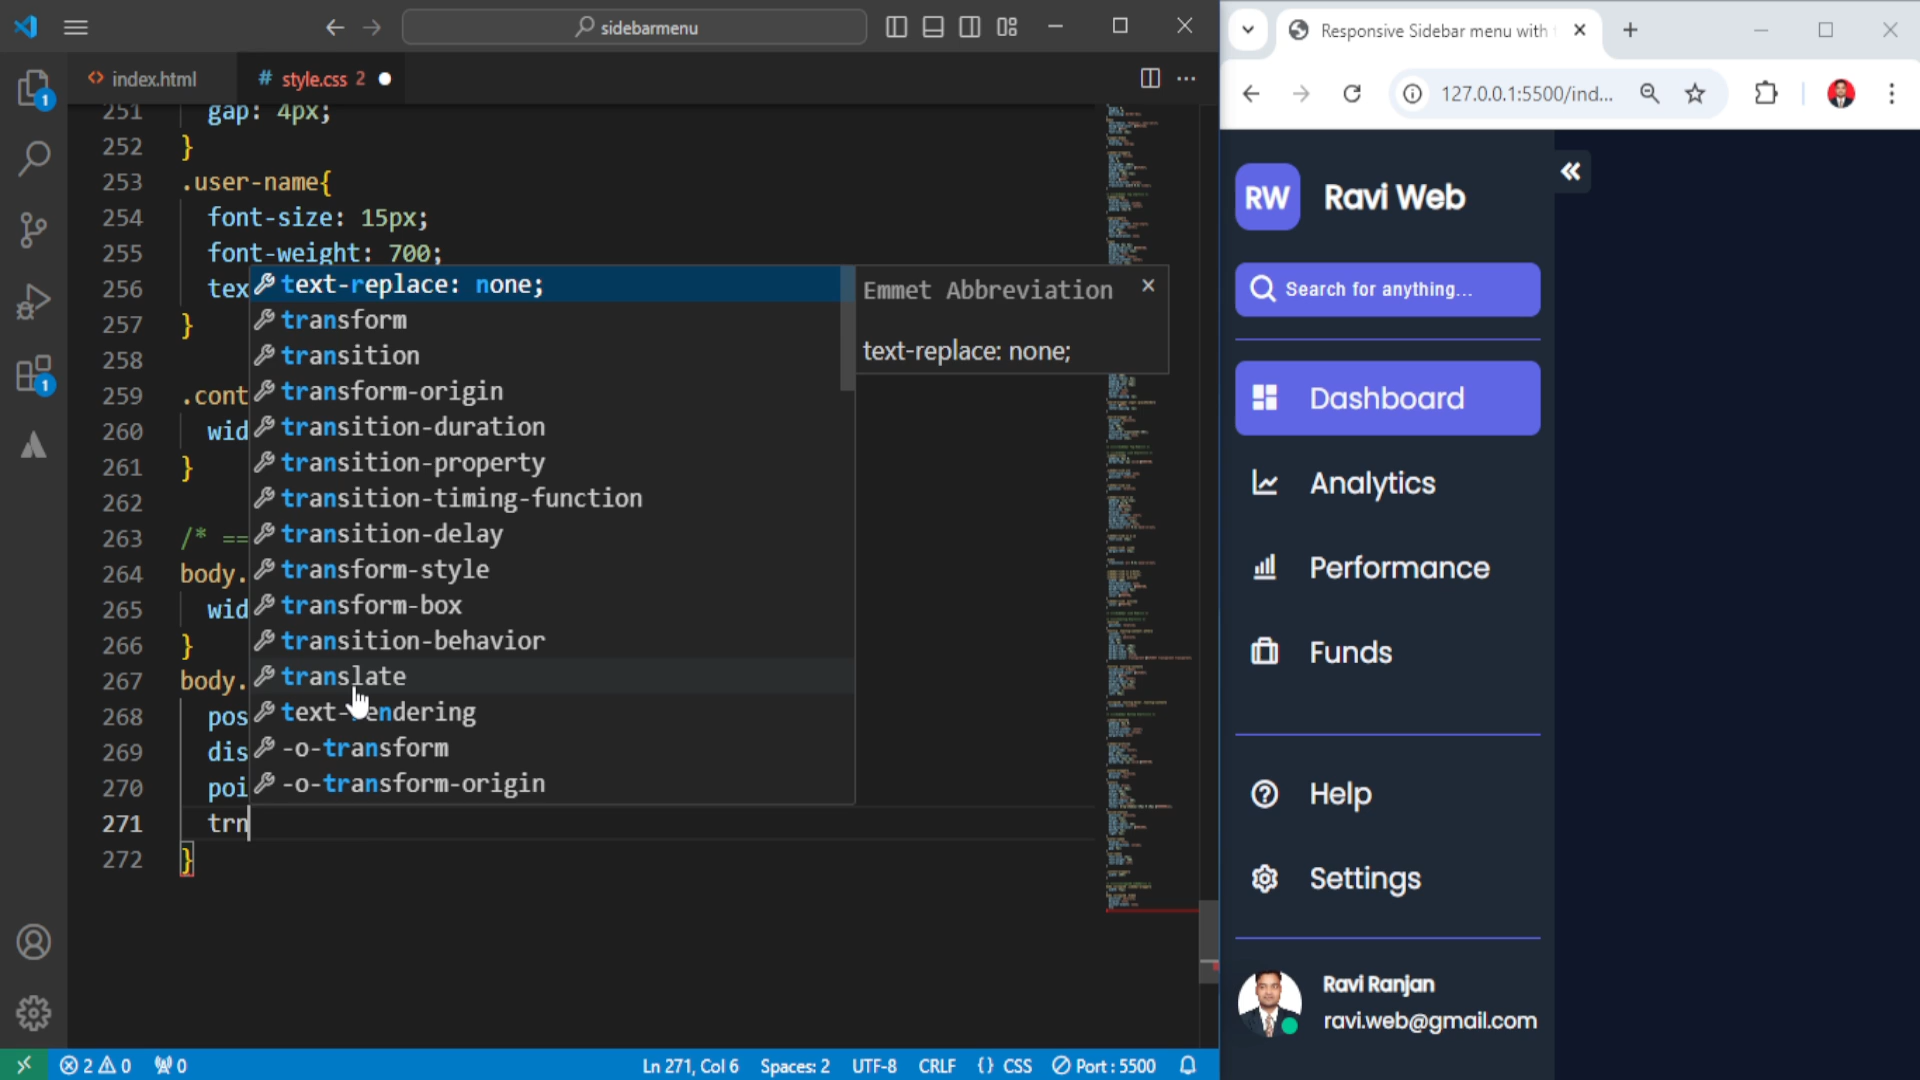 sidebarmenu
index.html
# style.css 2
251 gap: 4px;
252 }
253 .user-name{
254 font-size: 15px;
255 font-weight: 700;
256 tex
257 }
258
259 .cont
260 wid
261 }
262
263 /* ==
264 body.
265 wid
266 }
267 body.
268 pos
269 dis
270 poi
271 trn
272 }
text-replace: none;
transform
transition
transform-origin
transition-duration
transition-property
transition-timing-function
transition-delay
transform-style
transform-box
transition-behavior
translate
text-rendering
-o-transform
-o-transform-origin
Emmet Abbreviation
text-replace: none;
1
1
2 0 0
Ln 271, Col 6
Spaces: 2
UTF-8
CRLF
{} CSS
Port : 5500
Responsive Sidebar menu with
127.0.0.1:5500/ind...
RW
Ravi Web
Search for anything...
Dashboard
Analytics
Performance
Funds
Help
Settings
Ravi Ranjan
ravi.web@gmail.com